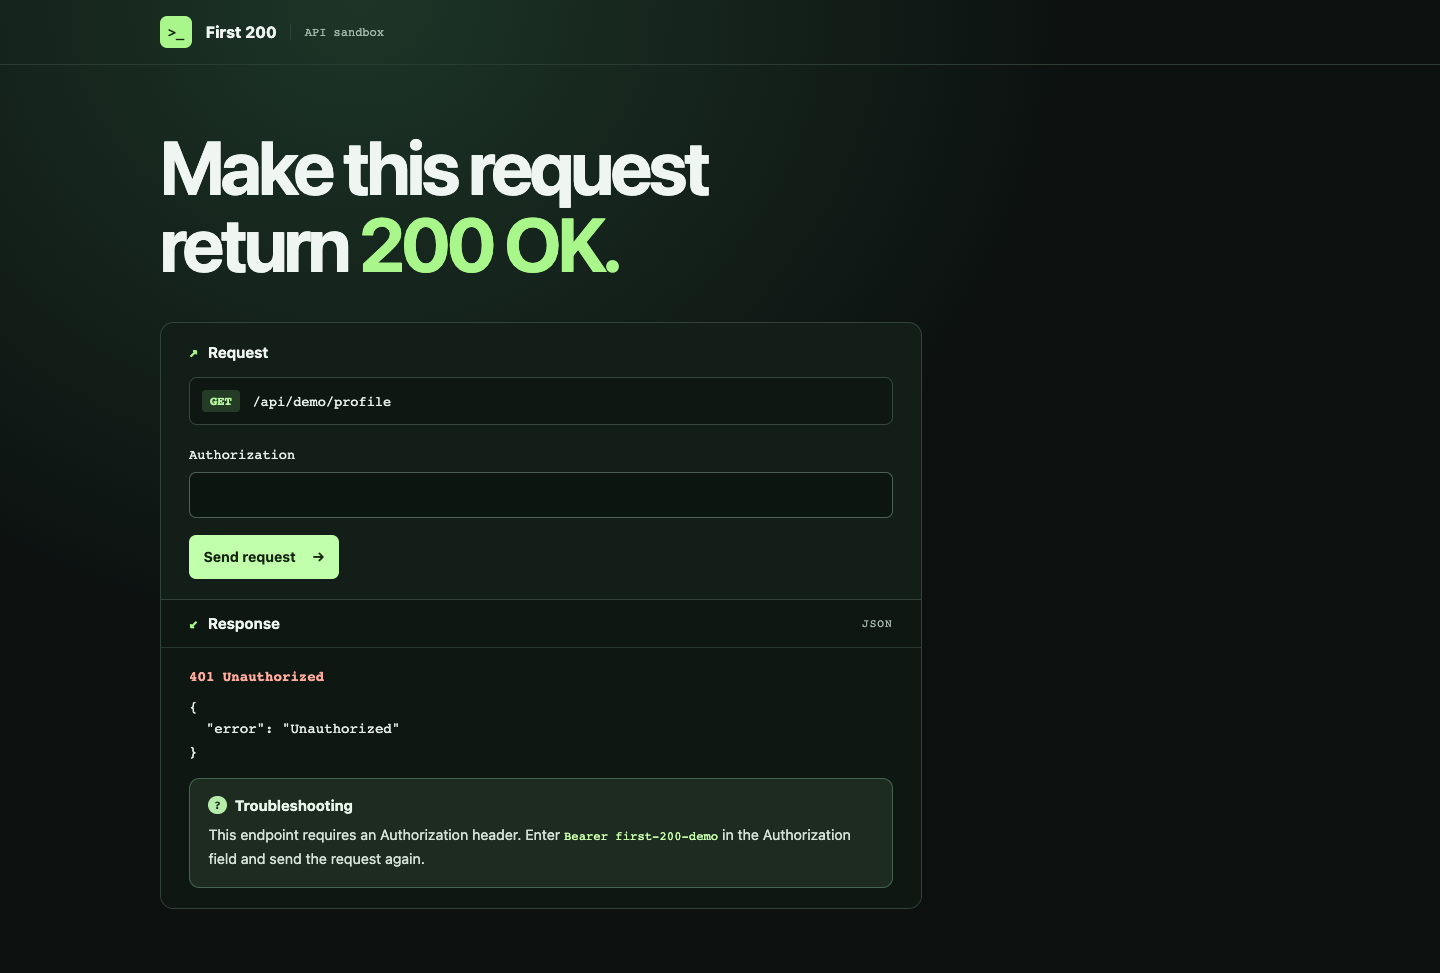 >_ First 200 API sandbox
Make this request
return 200 OK.
↗ Request
GET /api/demo/profile
Authorization
Send request →
↙ Response JSON
401 Unauthorized
{
  "error": "Unauthorized"
}
? Troubleshooting
This endpoint requires an Authorization header. Enter Bearer first-200-demo in the Authorization
field and send the request again.